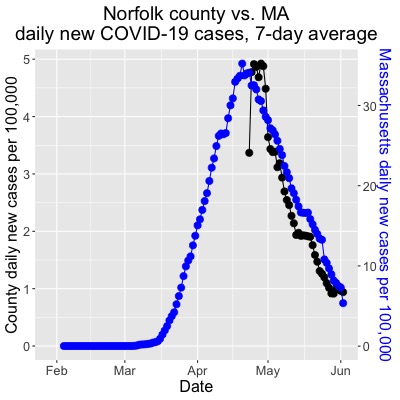 Norfolk county vs. MA
daily new COVID-19 cases, 7-day average
County daily new cases per 100,000
5
4
3
2
1
0
Massachusetts daily new cases per 100,000
30
20
10
0
Feb
Mar
Apr
May
Jun
Date